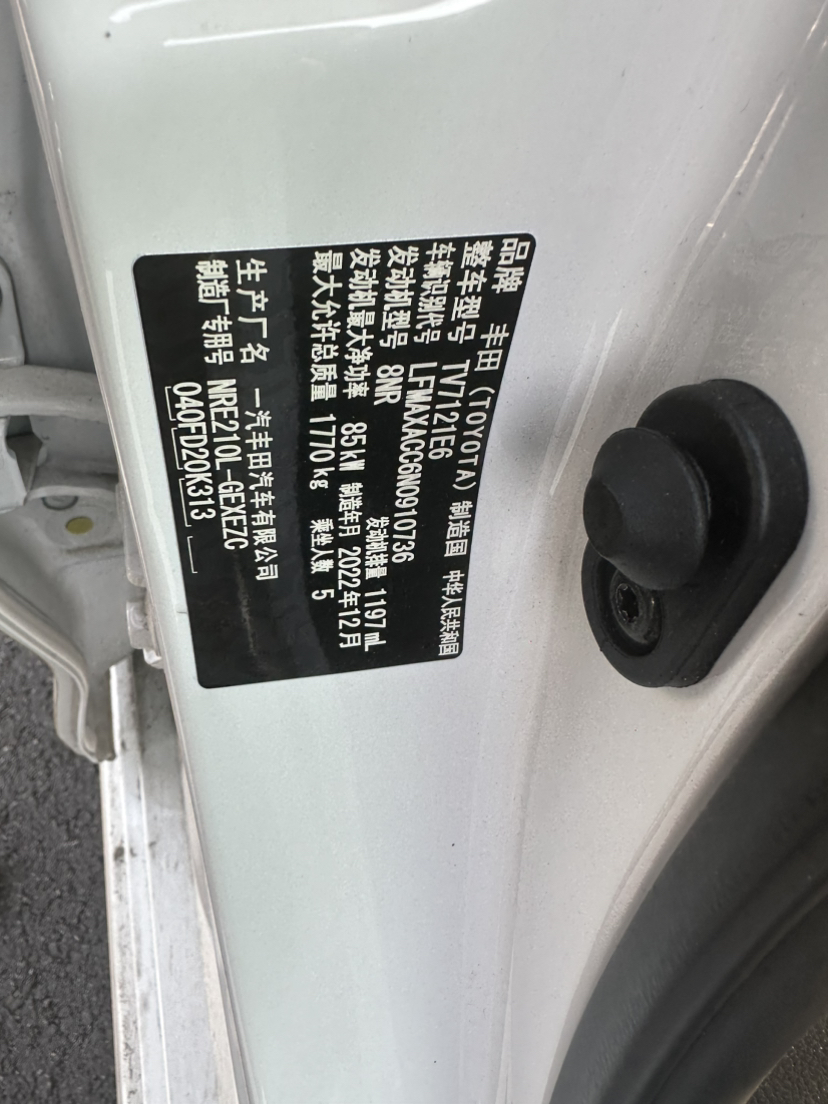 品牌 丰田（TOYOTA） 制造国 中华人民共和国
整车型号 TV7121E6
车辆识别代号 LFMAXACC6N0910736
发动机型号 8NR 发动机排量 1197mL
发动机最大净功率 85kW 制造年月 2022年12月
最大允许总质量 1770kg 乘坐人数 5
生产厂名 一汽丰田汽车有限公司
制造厂专用号 NRE210L-GEXEZC
040FD20K313